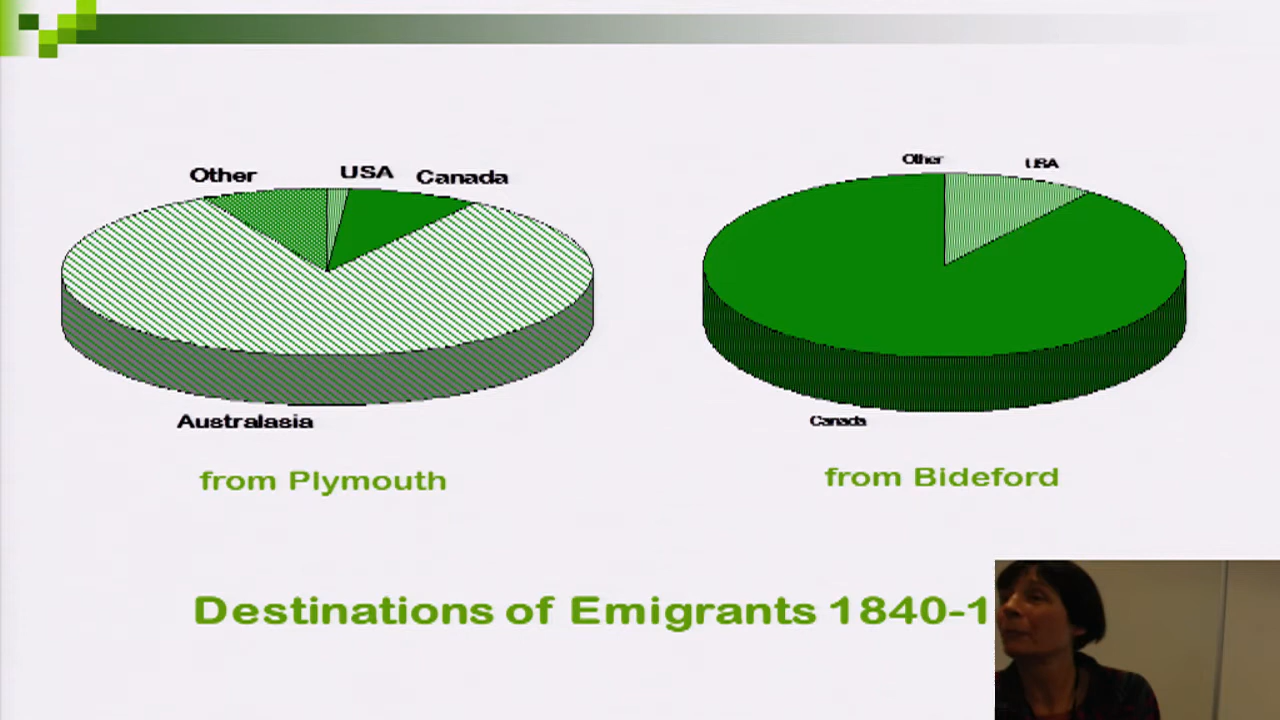 Other USA Canada
Australasia
from Plymouth
Other USA
Canada
from Bideford
Destinations of Emigrants 1840-1